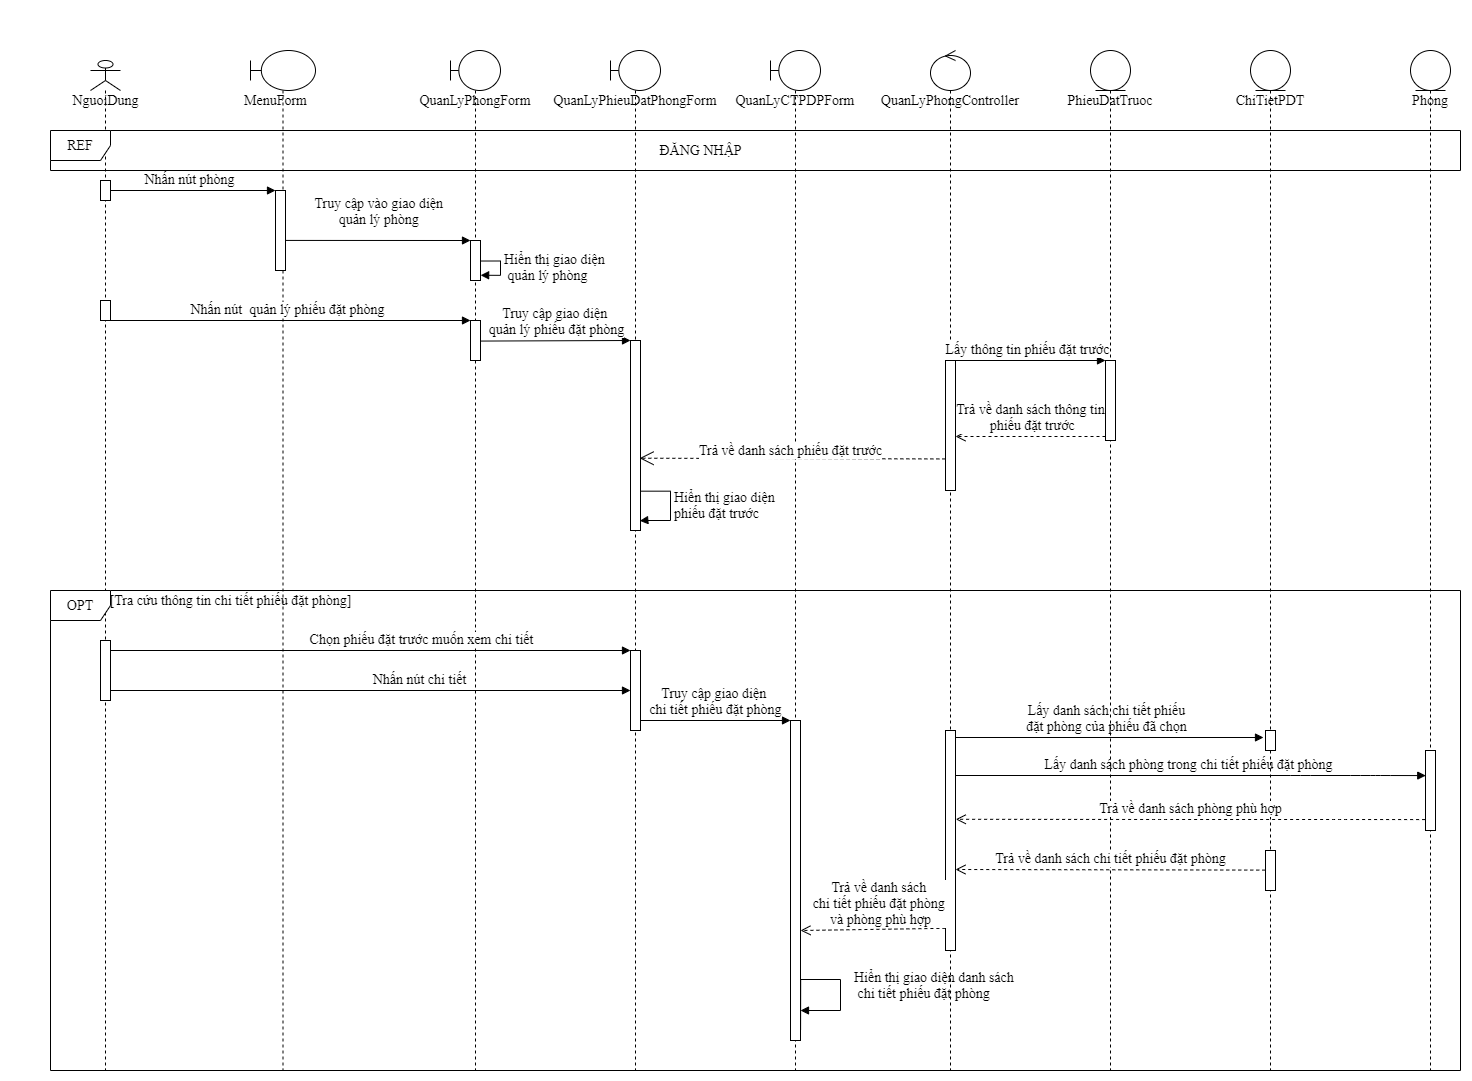 NguoiDung
MenuForm
QuanLyPhongForm
QuanLyPhieuDatPhongForm
QuanLyCTPDPForm
QuanLyPhongController
PhieuDatTruoc
ChiTietPDT
Phòng
REF
ĐĂNG NHẬP
Nhấn nút phòng
Truy cập vào giao diện
quản lý phòng
Hiển thị giao diện
quản lý phòng
Nhấn nút quản lý phiếu đặt phòng
Truy cập giao diện
quản lý phiếu đặt phòng
Lấy thông tin phiếu đặt trước
Trả về danh sách thông tin
phiếu đặt trước
Trả về danh sách phiếu đặt trước
Hiển thị giao diện
phiếu đặt trước
OPT
[Tra cứu thông tin chi tiết phiếu đặt phòng]
Chọn phiếu đặt trước muốn xem chi tiết
Nhấn nút chi tiết
Truy cập giao diện
chi tiết phiếu đặt phòng
Lấy danh sách chi tiết phiếu
đặt phòng của phiếu đã chọn
Lấy danh sách phòng trong chi tiết phiếu đặt phòng
Trả về danh sách phòng phù hợp
Trả về danh sách chi tiết phiếu đặt phòng
Trả về danh sách
chi tiết phiếu đặt phòng
và phòng phù hợp
Hiển thị giao diện danh sách
chi tiết phiếu đặt phòng